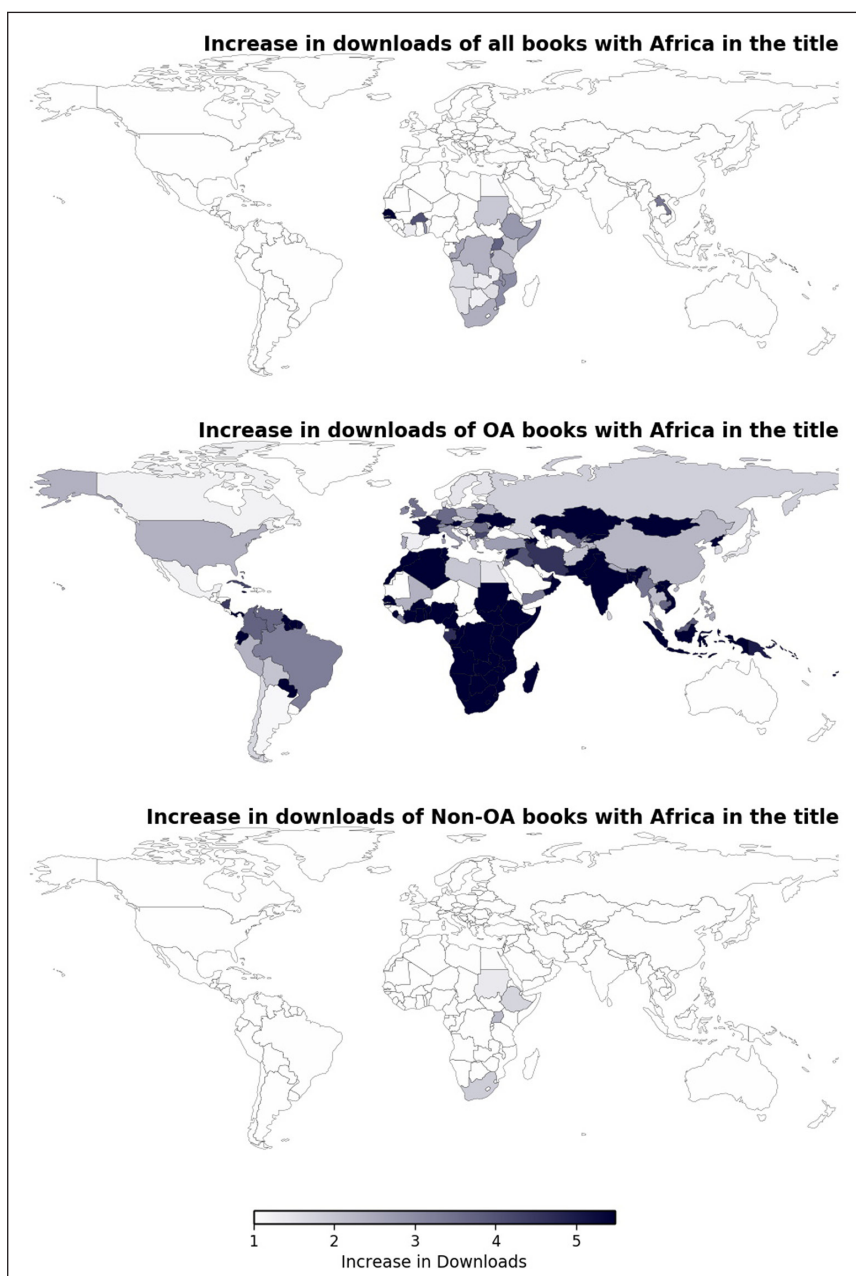 Increase in downloads of all books with Africa in the title
Increase in downloads of OA books with Africa in the title
Increase in downloads of Non-OA books with Africa in the title
1 2 3 4 5
Increase in Downloads